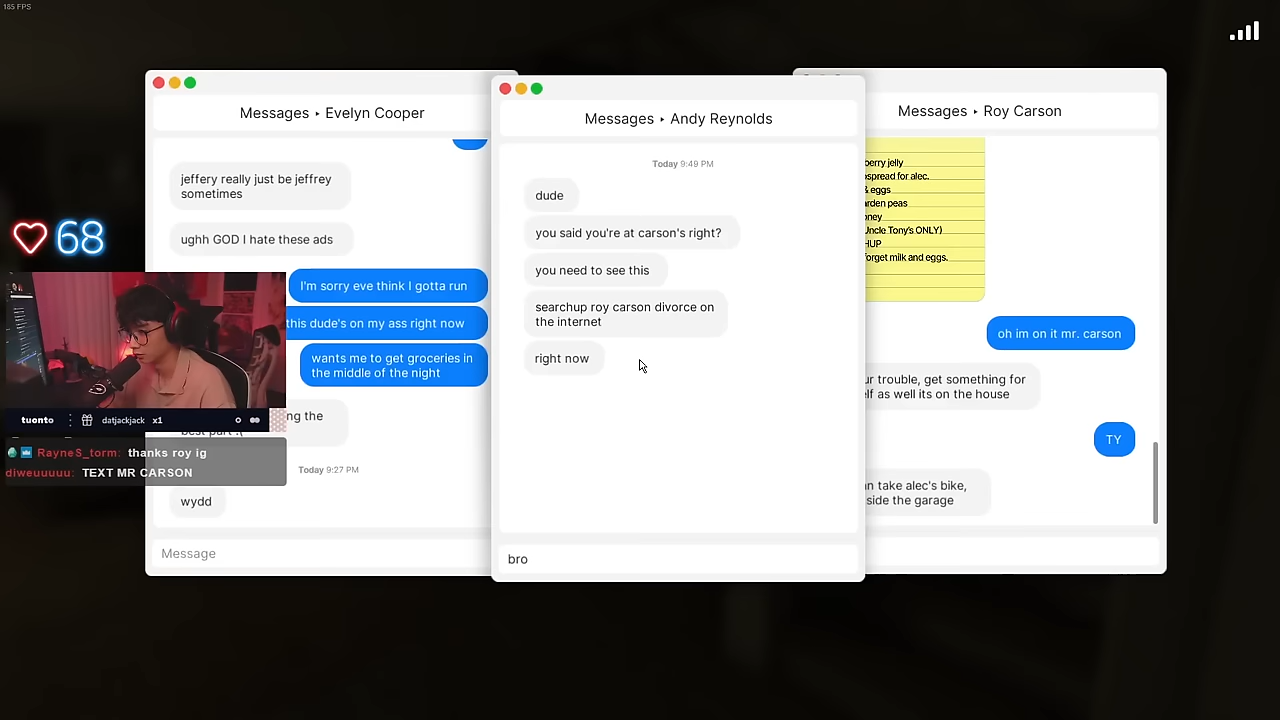 185 FPS
Messages ▸ Evelyn Cooper
jeffery really just be jeffrey
sometimes
ughh GOD I hate these ads
I'm sorry eve think I gotta run
this dude's on my ass right now
wants me to get groceries in
the middle of the night
ng the
Today 9:27 PM
wydd
Message
Messages ▸ Andy Reynolds
Today 9:49 PM
dude
you said you're at carson's right?
you need to see this
searchup roy carson divorce on
the internet
right now
bro
Messages ▸ Roy Carson
berry jelly
spread for alec.
& eggs
arden peas
oney
Uncle Tony's ONLY)
HUP
forget milk and eggs.
oh im on it mr. carson
ur trouble, get something for
lf as well its on the house
TY
n take alec's bike,
side the garage
68
tuonto
datjackjack x1
RayneS_torm: thanks roy ig
diweuuuuu: TEXT MR CARSON